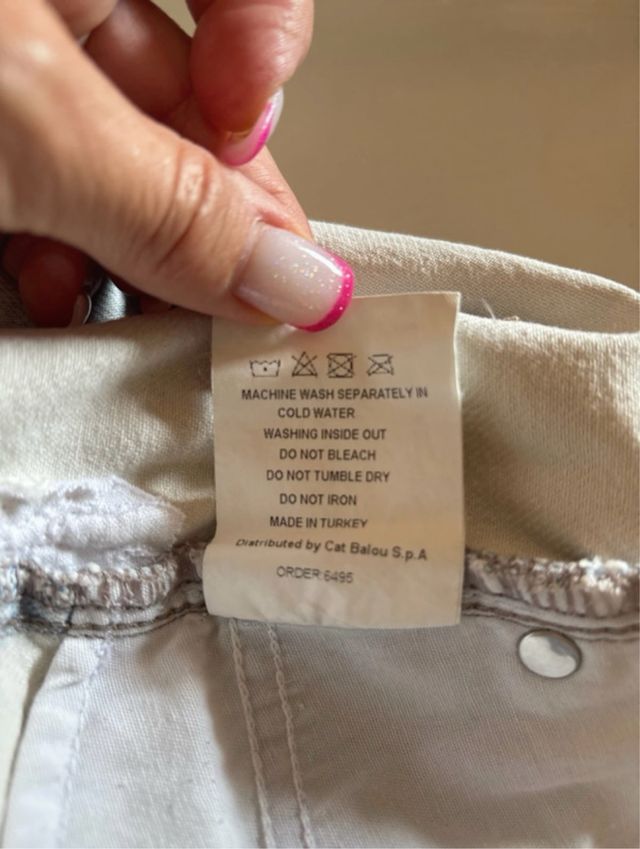 MACHINE WASH SEPARATELY IN
COLD WATER
WASHING INSIDE OUT
DO NOT BLEACH
DO NOT TUMBLE DRY
DO NOT IRON
MADE IN TURKEY
Distributed by Cat Balou S.p.A
ORDER:6495